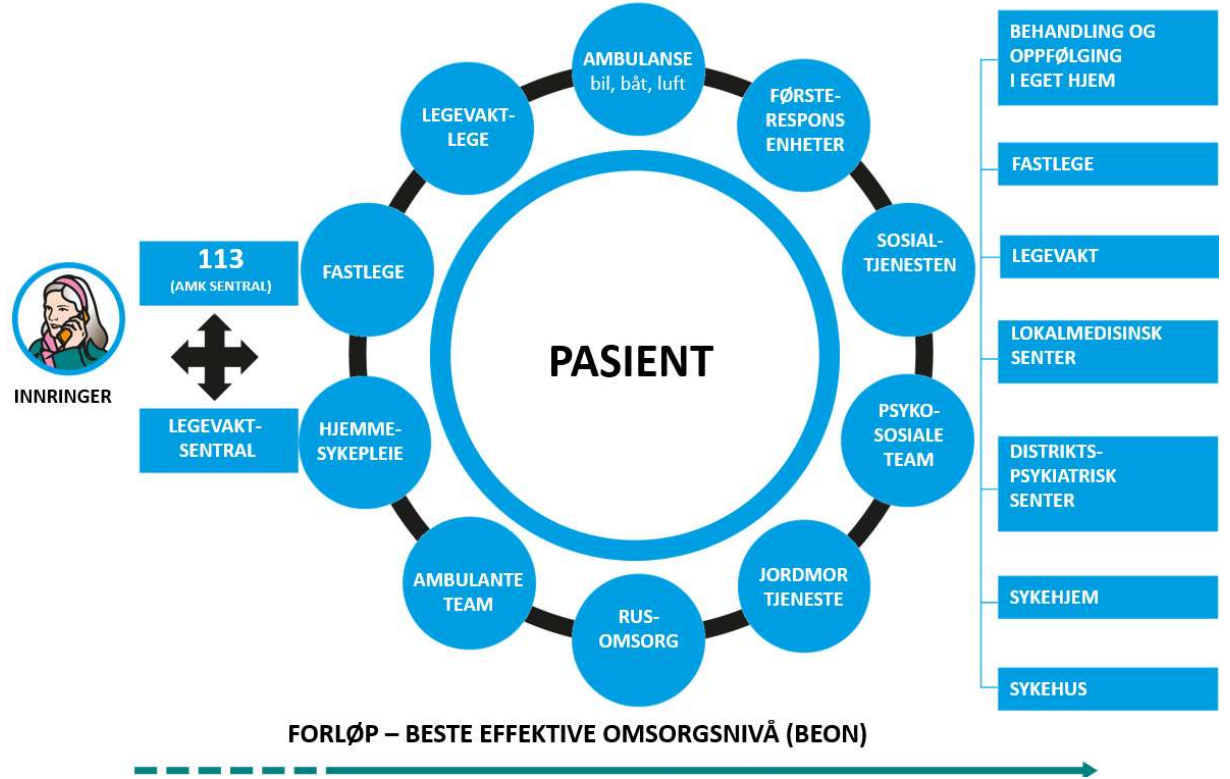 INNRINGER
113
(AMK SENTRAL)
LEGEVAKT-
SENTRAL
AMBULANSE
bil, båt, luft
FØRSTE-
RESPONS
ENHETER
SOSIAL-
TJENESTEN
PSYKO-
SOSIALE
TEAM
JORDMOR
TJENESTE
RUS-
OMSORG
AMBULANTE
TEAM
HJEMME-
SYKEPLEIE
FASTLEGE
LEGEVAKT-
LEGE
PASIENT
BEHANDLING OG
OPPFØLGING
I EGET HJEM
FASTLEGE
LEGEVAKT
LOKALMEDISINSK
SENTER
DISTRIKTS-
PSYKIATRISK
SENTER
SYKEHJEM
SYKEHUS
FORLØP – BESTE EFFEKTIVE OMSORGSNIVÅ (BEON)